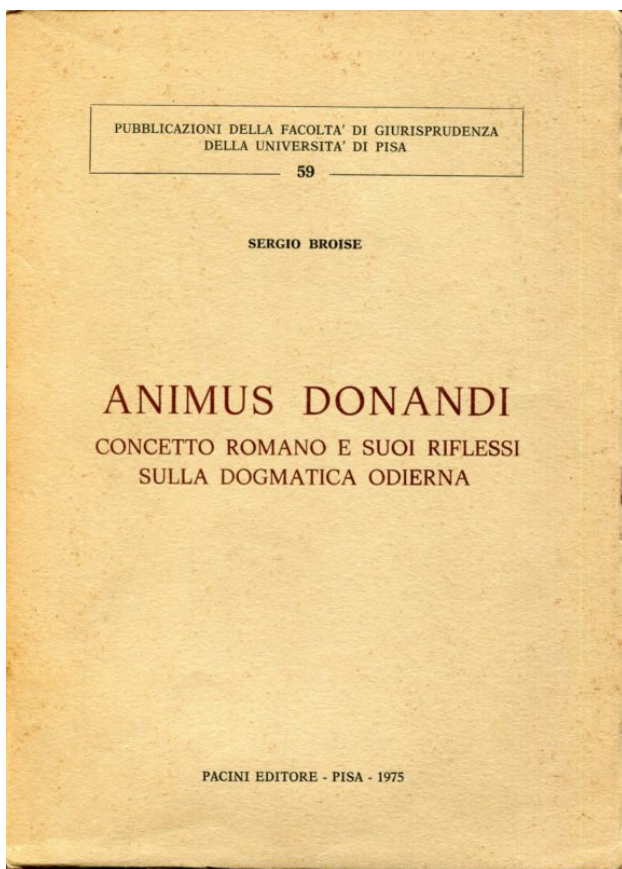 PUBBLICAZIONI DELLA FACOLTA' DI GIURISPRUDENZA
DELLA UNIVERSITA' DI PISA
59
SERGIO BROISE
ANIMUS DONANDI
CONCETTO ROMANO E SUOI RIFLESSI
SULLA DOGMATICA ODIERNA
PACINI EDITORE - PISA - 1975